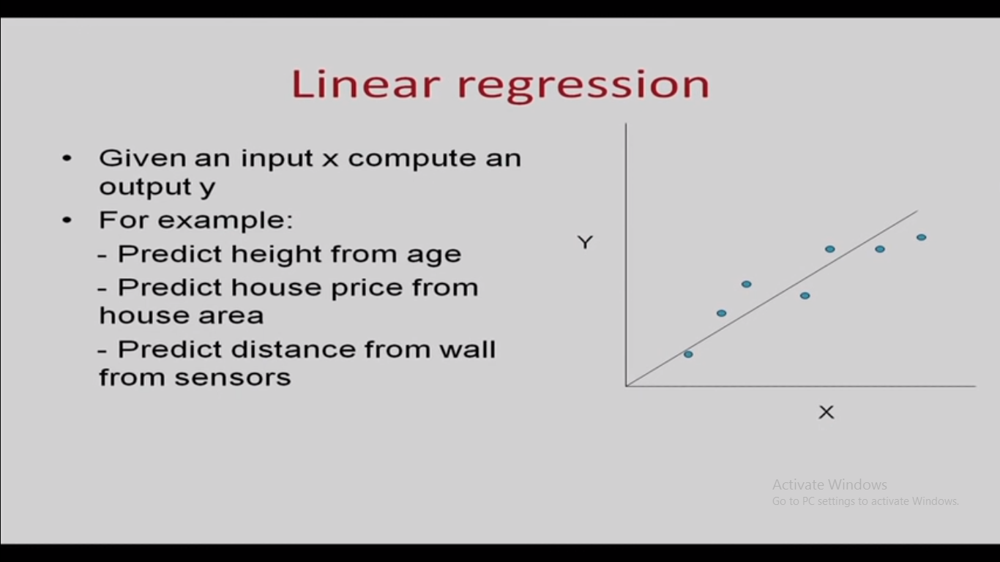 Linear regression
• Given an input x compute an
output y
• For example:
- Predict height from age
- Predict house price from
house area
- Predict distance from wall
from sensors
Y
X
Activate Windows
Go to PC settings to activate Windows.